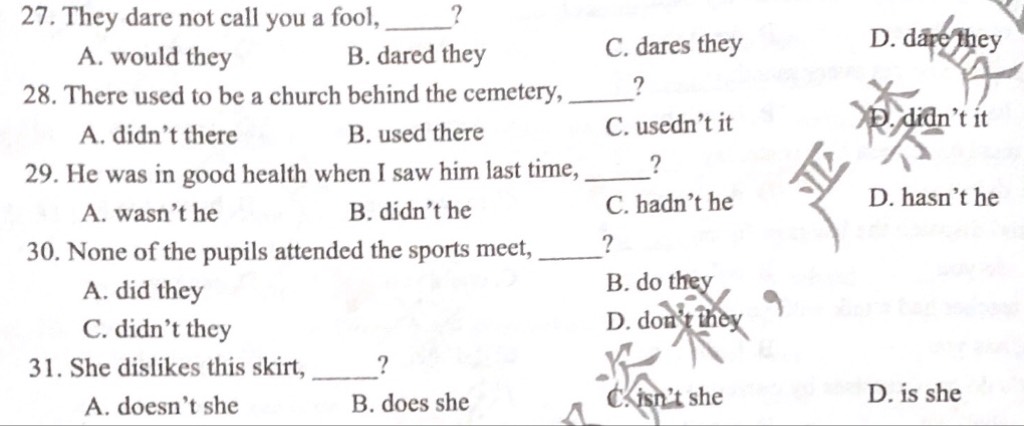 27. They dare not call you a fool, _____?
A. would they B. dared they C. dares they D. dare they
28. There used to be a church behind the cemetery, _____?
A. didn't there B. used there C. usedn't it D. didn't it
29. He was in good health when I saw him last time, _____?
A. wasn't he B. didn't he C. hadn't he D. hasn't he
30. None of the pupils attended the sports meet, _____?
A. did they B. do they
C. didn't they D. don't they
31. She dislikes this skirt, _____?
A. doesn't she B. does she C. isn't she D. is she